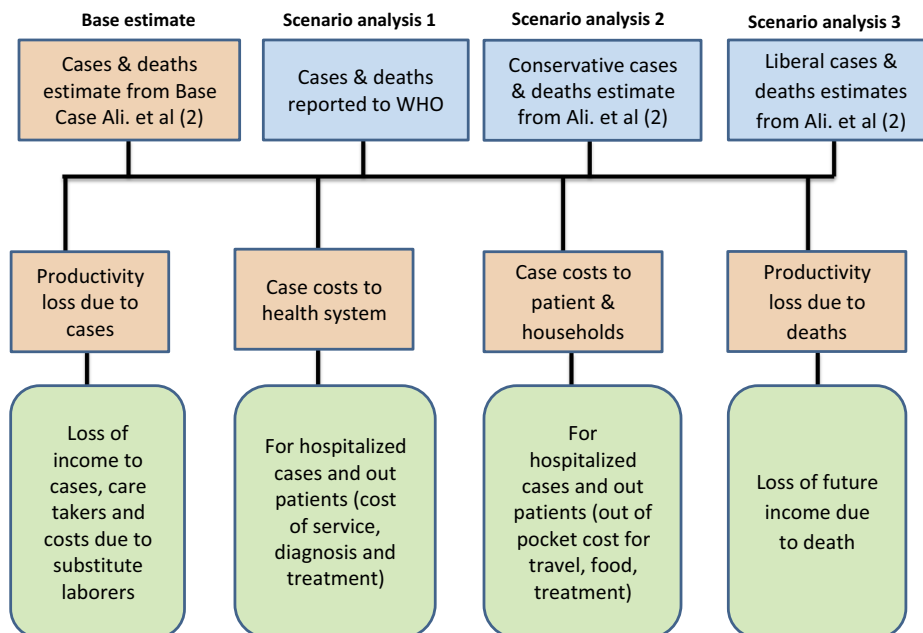 Base estimate
Scenario analysis 1
Scenario analysis 2
Scenario analysis 3
Cases & deaths
estimate from Base
Case Ali. et al (2)
Cases & deaths
reported to WHO
Conservative cases
& deaths estimate
from Ali. et al (2)
Liberal cases &
deaths estimates
from Ali. et al (2)
Productivity
loss due to
cases
Case costs to
health system
Case costs to
patient &
households
Productivity
loss due to
deaths
Loss of
income to
cases, care
takers and
costs due to
substitute
laborers
For hospitalized
cases and out
patients (cost
of service,
diagnosis and
treatment)
For
hospitalized
cases and out
patients (out of
pocket cost for
travel, food,
treatment)
Loss of future
income due
to death